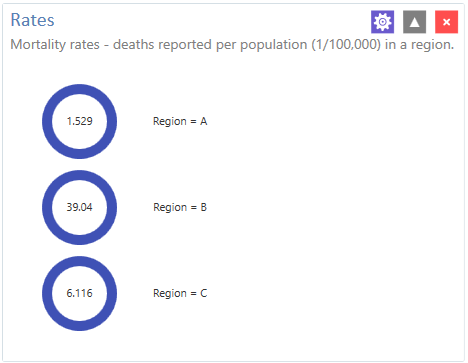 Rates
Mortality rates - deaths reported per population (1/100,000) in a region.
1.529 Region = A
39.04 Region = B
6.116 Region = C